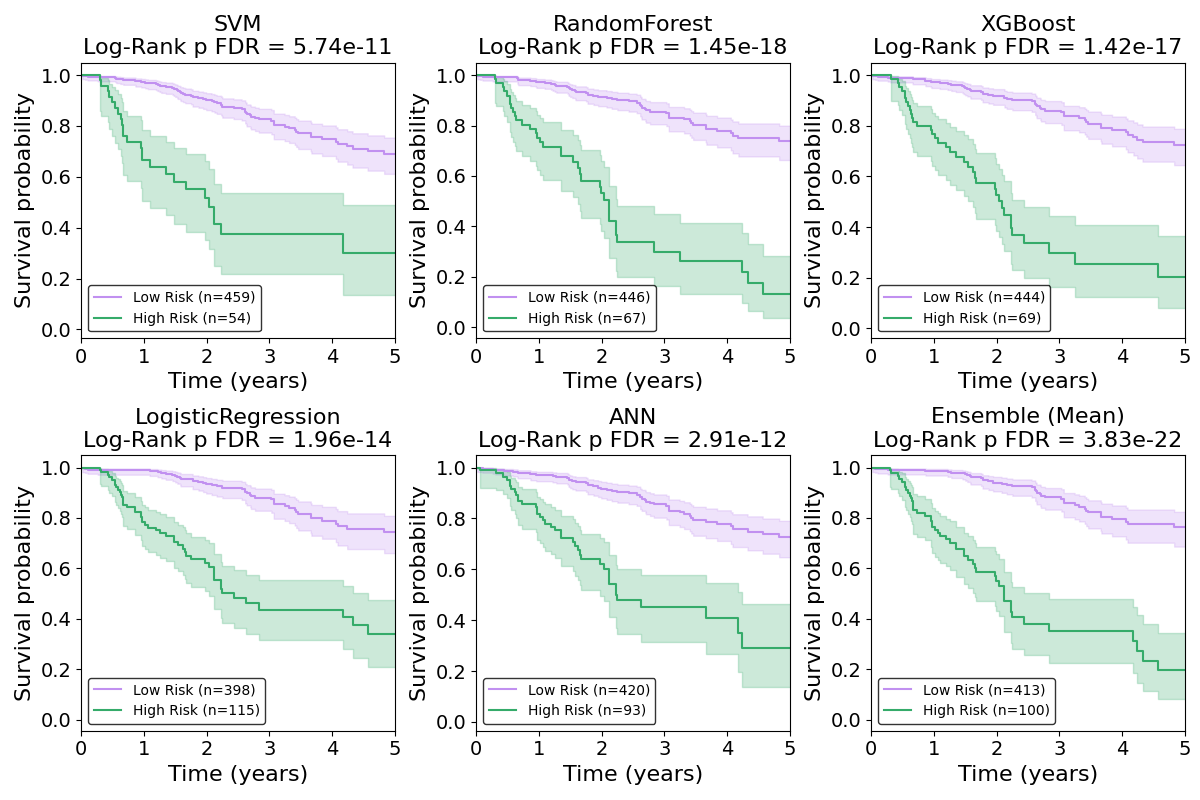 SVM
Log-Rank p FDR = 5.74e-11
Survival probability
1.0
0.8
0.6
0.4
0.2
0.0
Low Risk (n=459)
High Risk (n=54)
0 1 2 3 4 5
Time (years)
RandomForest
Log-Rank p FDR = 1.45e-18
Survival probability
1.0
0.8
0.6
0.4
0.2
0.0
Low Risk (n=446)
High Risk (n=67)
0 1 2 3 4 5
Time (years)
XGBoost
Log-Rank p FDR = 1.42e-17
Survival probability
1.0
0.8
0.6
0.4
0.2
0.0
Low Risk (n=444)
High Risk (n=69)
0 1 2 3 4 5
Time (years)
LogisticRegression
Log-Rank p FDR = 1.96e-14
Survival probability
1.0
0.8
0.6
0.4
0.2
0.0
Low Risk (n=398)
High Risk (n=115)
0 1 2 3 4 5
Time (years)
ANN
Log-Rank p FDR = 2.91e-12
Survival probability
1.0
0.8
0.6
0.4
0.2
0.0
Low Risk (n=420)
High Risk (n=93)
0 1 2 3 4 5
Time (years)
Ensemble (Mean)
Log-Rank p FDR = 3.83e-22
Survival probability
1.0
0.8
0.6
0.4
0.2
0.0
Low Risk (n=413)
High Risk (n=100)
0 1 2 3 4 5
Time (years)